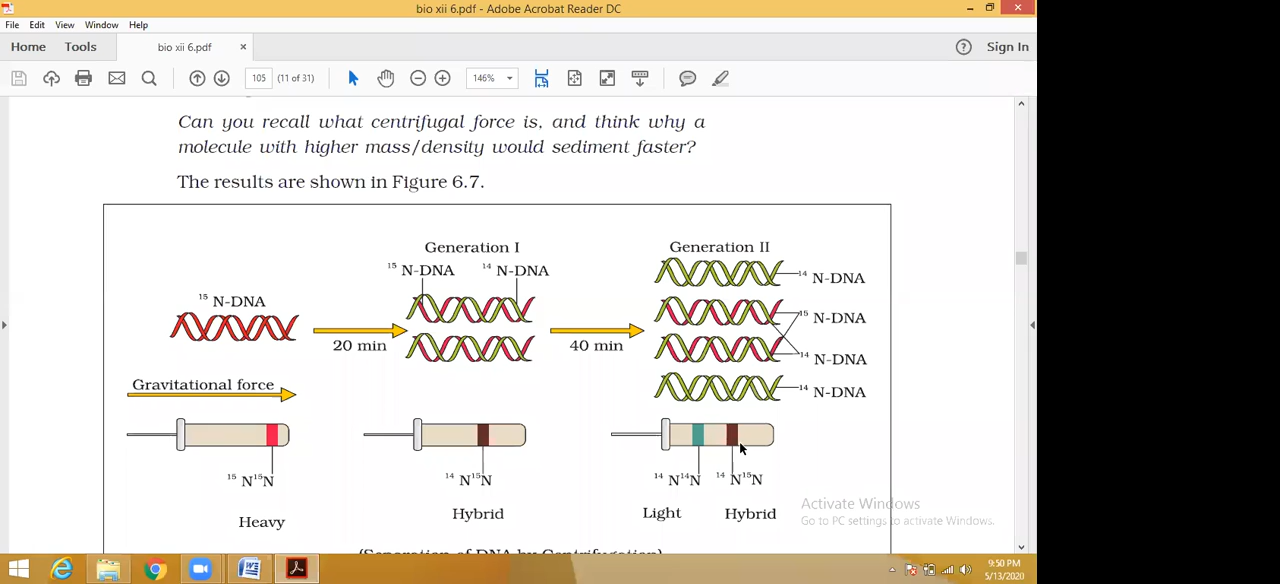 bio xii 6.pdf - Adobe Acrobat Reader DC
File Edit View Window Help
Home Tools bio xii 6.pdf Sign In
105 (11 of 31) 146%
Can you recall what centrifugal force is, and think why a
molecule with higher mass/density would sediment faster?
The results are shown in Figure 6.7.
Generation I Generation II
15 N-DNA 14 N-DNA
14 N-DNA
15 N-DNA
15 N-DNA
20 min 40 min
14 N-DNA
Gravitational force
14 N-DNA
15 N15N 14 N15N 14 N14N 14 N15N
Heavy Hybrid Light Hybrid
(Separation of DNA by Centrifugation)
Activate Windows
Go to PC settings to activate Windows.
9:50 PM
5/13/2020